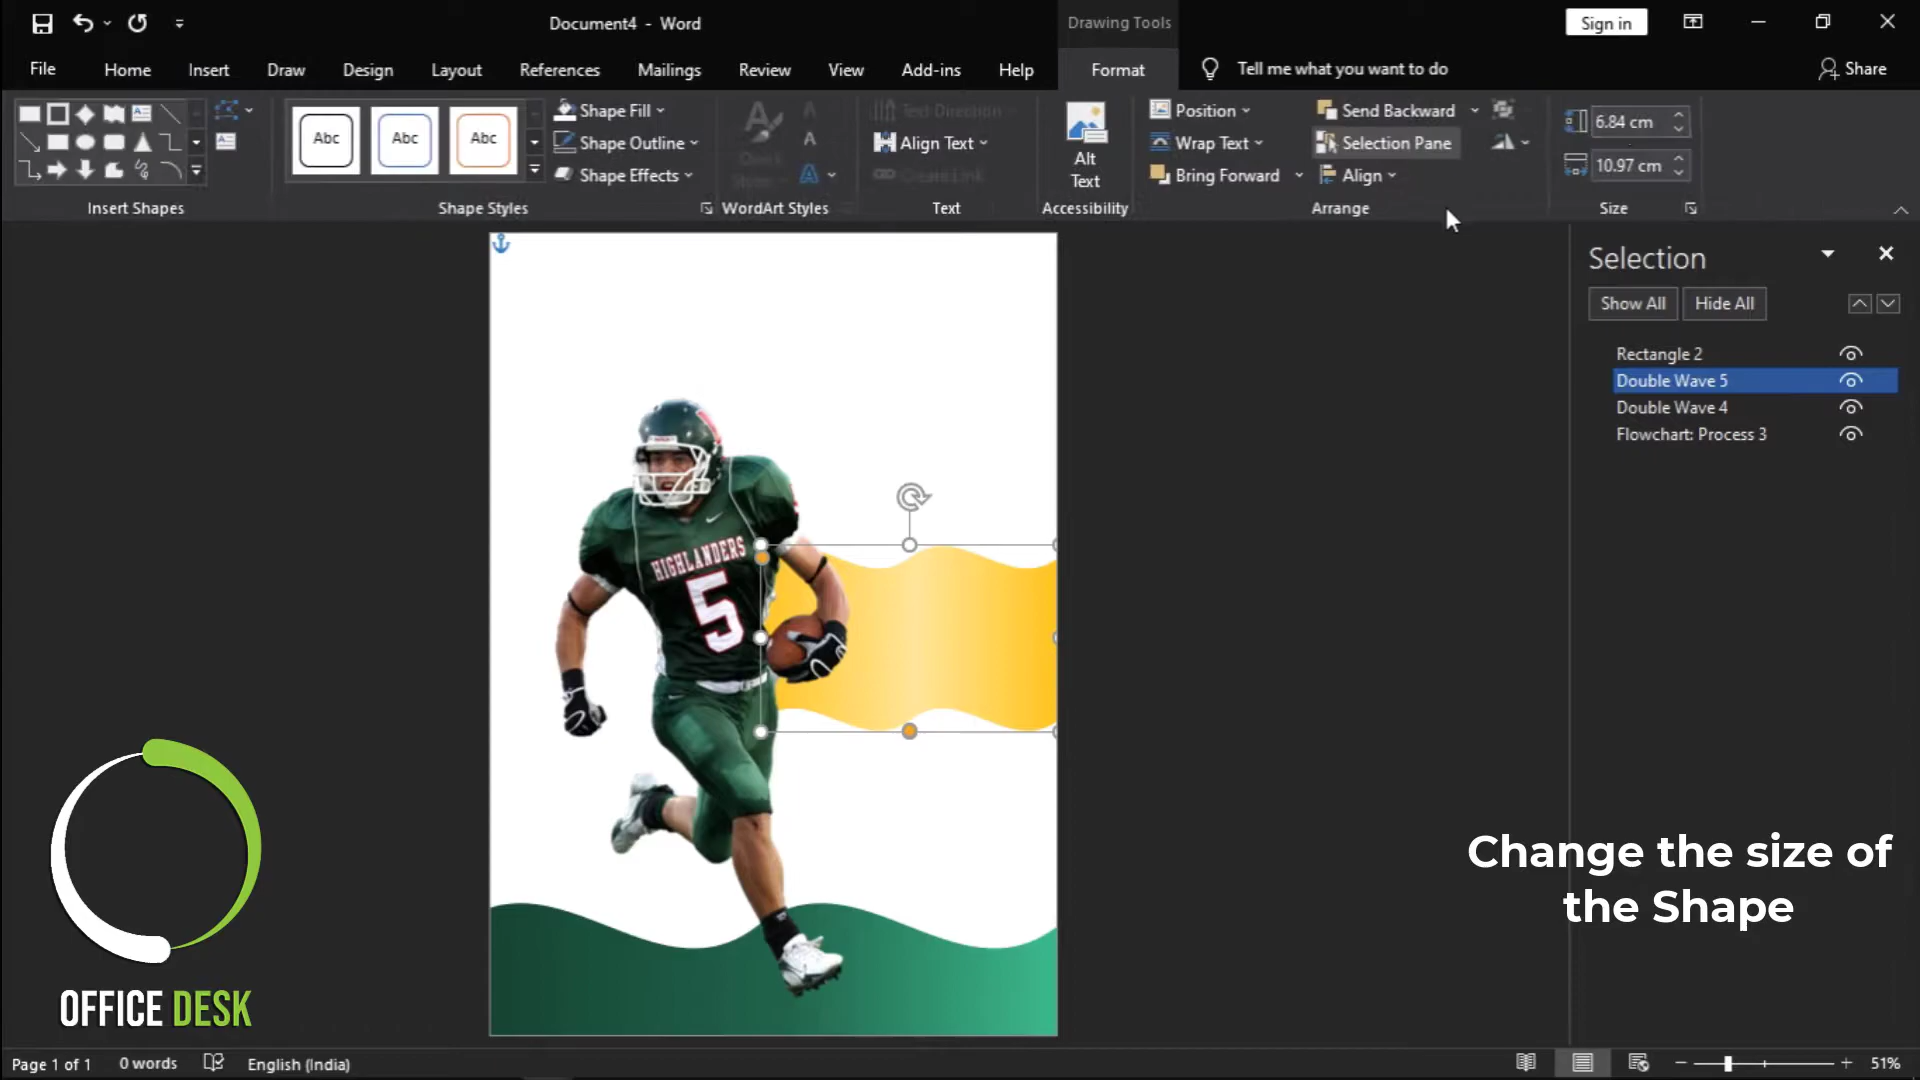 Document4 - Word
Drawing Tools
Sign in
File Home Insert Draw Design Layout References Mailings Review View Add-ins Help Format Tell me what you want to do Share
Abc Abc Abc
Shape Fill
Shape Outline
Shape Effects
Text Direction
Align Text
Create Link
Alt
Text
Position
Wrap Text
Bring Forward
Send Backward
Selection Pane
Align
6.84 cm
10.97 cm
Insert Shapes Shape Styles WordArt Styles Text Accessibility Arrange Size
Selection
Show All Hide All
Rectangle 2
Double Wave 5
Double Wave 4
Flowchart: Process 3
HIGHLANDERS
5
Change the size of
the Shape
OFFICE DESK
Page 1 of 1 0 words English (India) 51%